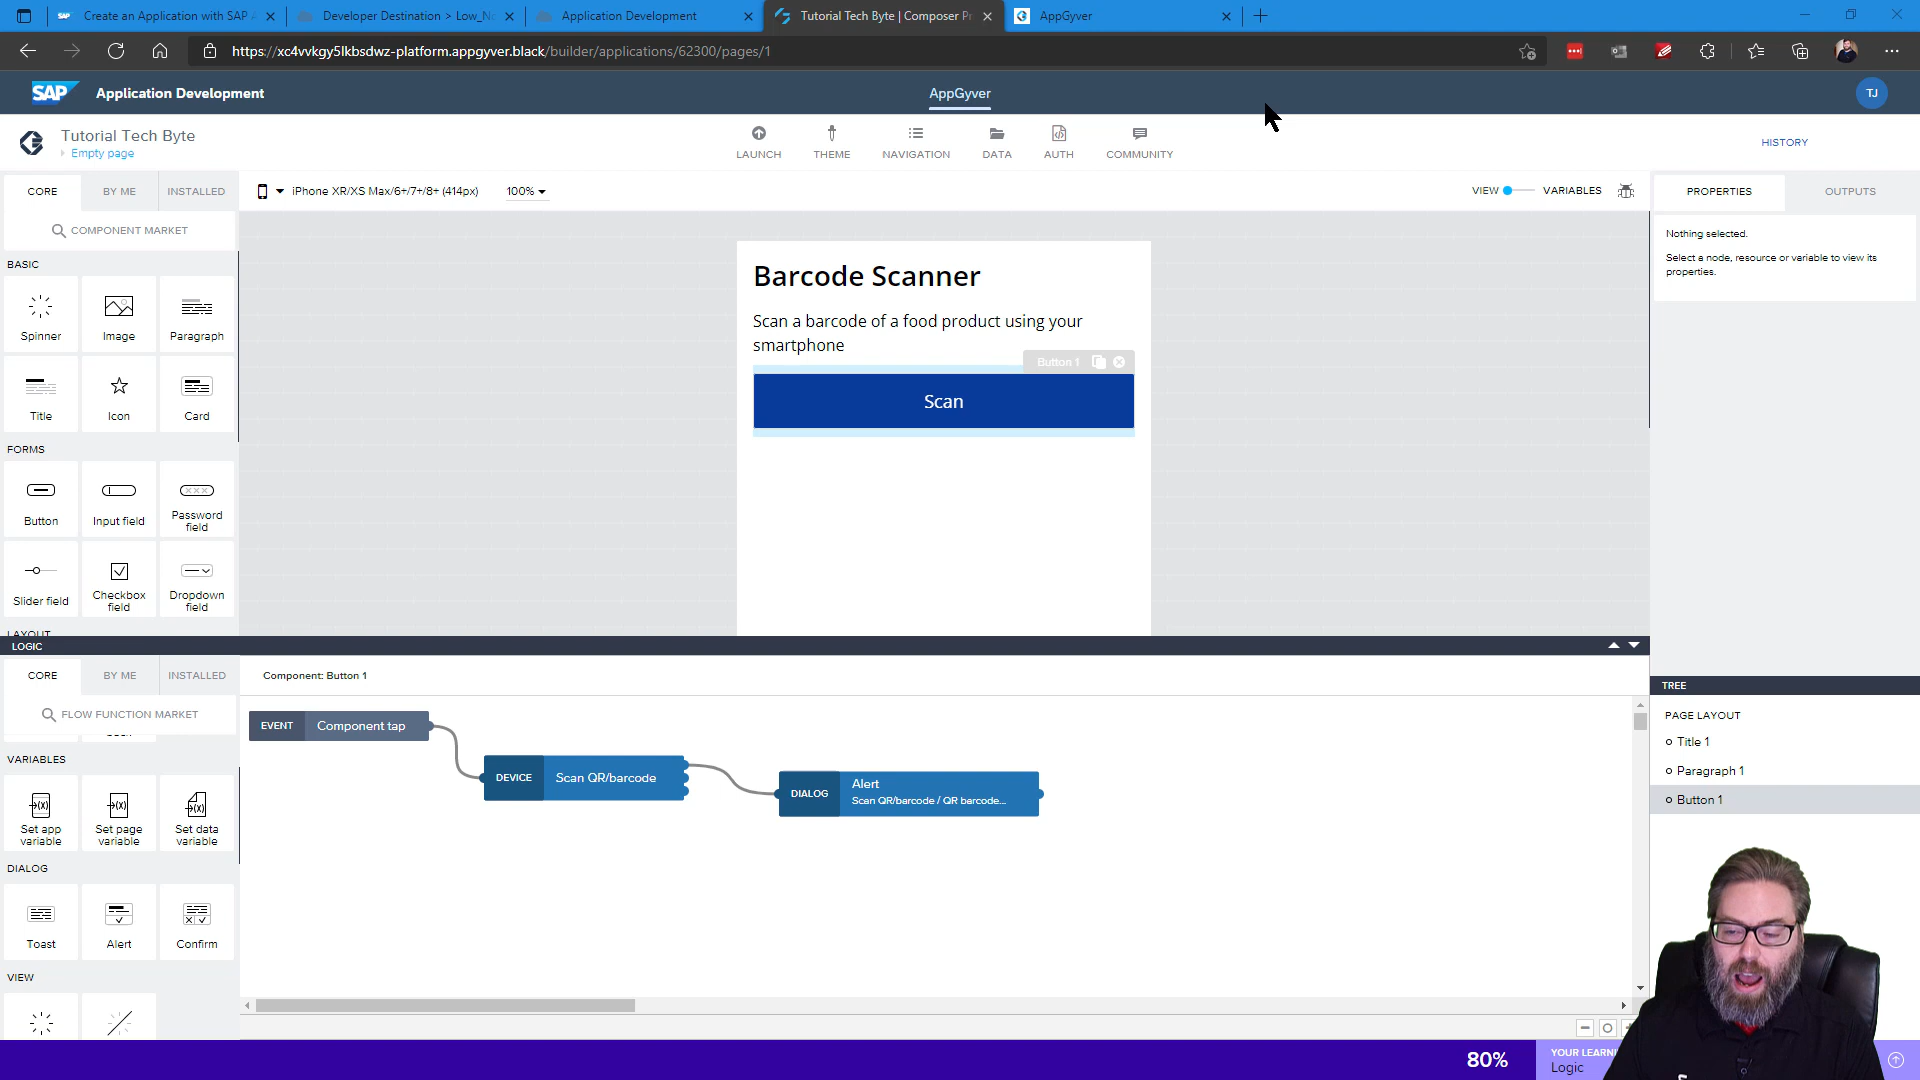 Create an Application with SAP A
Developer Destination > Low_No
Application Development
Tutorial Tech Byte | Composer Pr
AppGyver
https://xc4vvkgy5lkbsdwz-platform.appgyver.black/builder/applications/62300/pages/1
SAP
Application Development
AppGyver
TJ
Tutorial Tech Byte
Empty page
LAUNCH
THEME
NAVIGATION
DATA
AUTH
COMMUNITY
HISTORY
CORE
BY ME
INSTALLED
iPhone XR/XS Max/6+/7+/8+ (414px)
100%
VIEW
VARIABLES
PROPERTIES
OUTPUTS
COMPONENT MARKET
Nothing selected.
Select a node, resource or variable to view its
properties.
BASIC
Spinner
Image
Paragraph
Title
Icon
Card
FORMS
Button
Input field
Password
field
Slider field
Checkbox
field
Dropdown
field
LAYOUT
Barcode Scanner
Scan a barcode of a food product using your
smartphone
Button 1
Scan
LOGIC
CORE
BY ME
INSTALLED
Component: Button 1
FLOW FUNCTION MARKET
VARIABLES
Set app
variable
Set page
variable
Set data
variable
DIALOG
Toast
Alert
Confirm
VIEW
EVENT
Component tap
DEVICE
Scan QR/barcode
DIALOG
Alert
Scan QR/barcode / QR barcode...
TREE
PAGE LAYOUT
Title 1
Paragraph 1
Button 1
80%
YOUR LEARNI
Logic